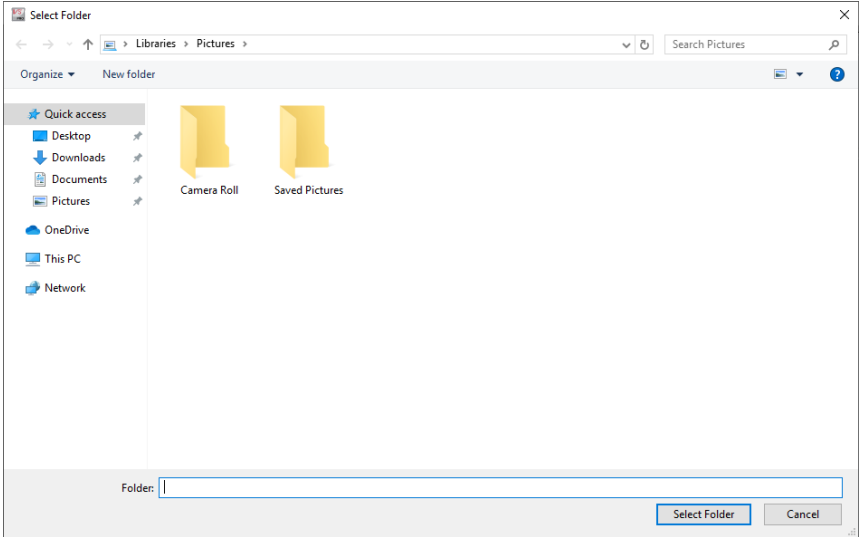 Select Folder
Libraries Pictures
Search Pictures
Organize New folder
?
Quick access
Desktop
Downloads
Documents
Pictures
OneDrive
This PC
Network
Camera Roll Saved Pictures
Folder:
Select Folder Cancel